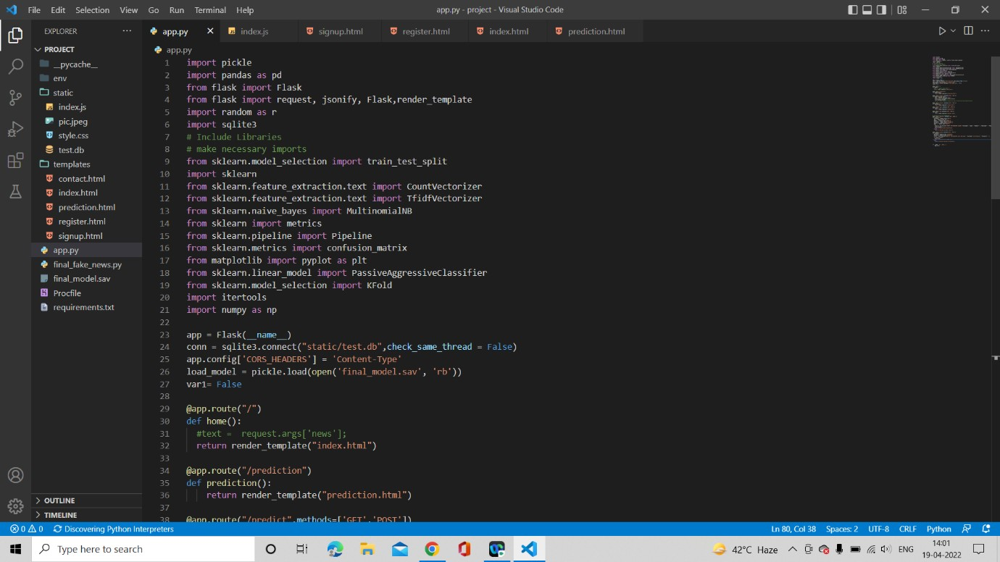 File Edit Selection View Go Run Terminal Help
app.py - project - Visual Studio Code
EXPLORER
PROJECT
__pycache__
env
static
index.js
pic.jpeg
style.css
test.db
templates
contact.html
index.html
prediction.html
register.html
signup.html
app.py
final_fake_news.py
final_model.sav
Procfile
requirements.txt
OUTLINE
TIMELINE
app.py index.js signup.html register.html index.html prediction.html
app.py
1 import pickle
2 import pandas as pd
3 from flask import Flask
4 from flask import request, jsonify, Flask,render_template
5 import random as r
6 import sqlite3
7 # Include Libraries
8 # make necessary imports
9 from sklearn.model_selection import train_test_split
10 import sklearn
11 from sklearn.feature_extraction.text import CountVectorizer
12 from sklearn.feature_extraction.text import TfidfVectorizer
13 from sklearn.naive_bayes import MultinomialNB
14 from sklearn import metrics
15 from sklearn.pipeline import Pipeline
16 from sklearn.metrics import confusion_matrix
17 from matplotlib import pyplot as plt
18 from sklearn.linear_model import PassiveAggressiveClassifier
19 from sklearn.model_selection import KFold
20 import itertools
21 import numpy as np
22
23 app = Flask(__name__)
24 conn = sqlite3.connect("static/test.db",check_same_thread = False)
25 app.config['CORS_HEADERS'] = 'Content-Type'
26 load_model = pickle.load(open('final_model.sav', 'rb'))
27 var1= False
28
29 @app.route("/")
30 def home():
31 #text =  request.args['news'];
32 return render_template("index.html")
33
34 @app.route("/prediction")
35 def prediction():
36 return render_template("prediction.html")
37
38 @app.route("/predict",methods=['GET','POST'])
0 0 Discovering Python Interpreters
Ln 80, Col 38 Spaces: 2 UTF-8 CRLF Python
Type here to search
42°C Haze
ENG
14:01
19-04-2022